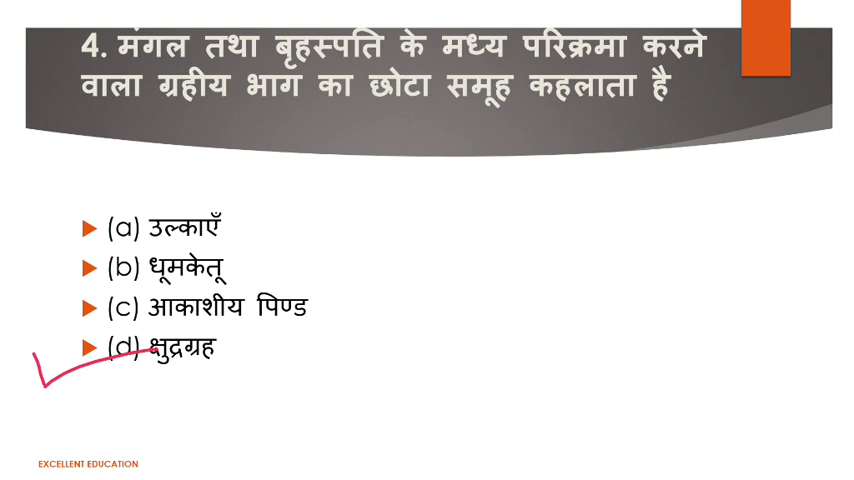 4. मंगल तथा बृहस्पति के मध्य परिक्रमा करने
वाला ग्रहीय भाग का छोटा समूह कहलाता है
(a) उल्काएँ
(b) धूमकेतू
(c) आकाशीय पिण्ड
(d) क्षुद्रग्रह
EXCELLENT EDUCATION